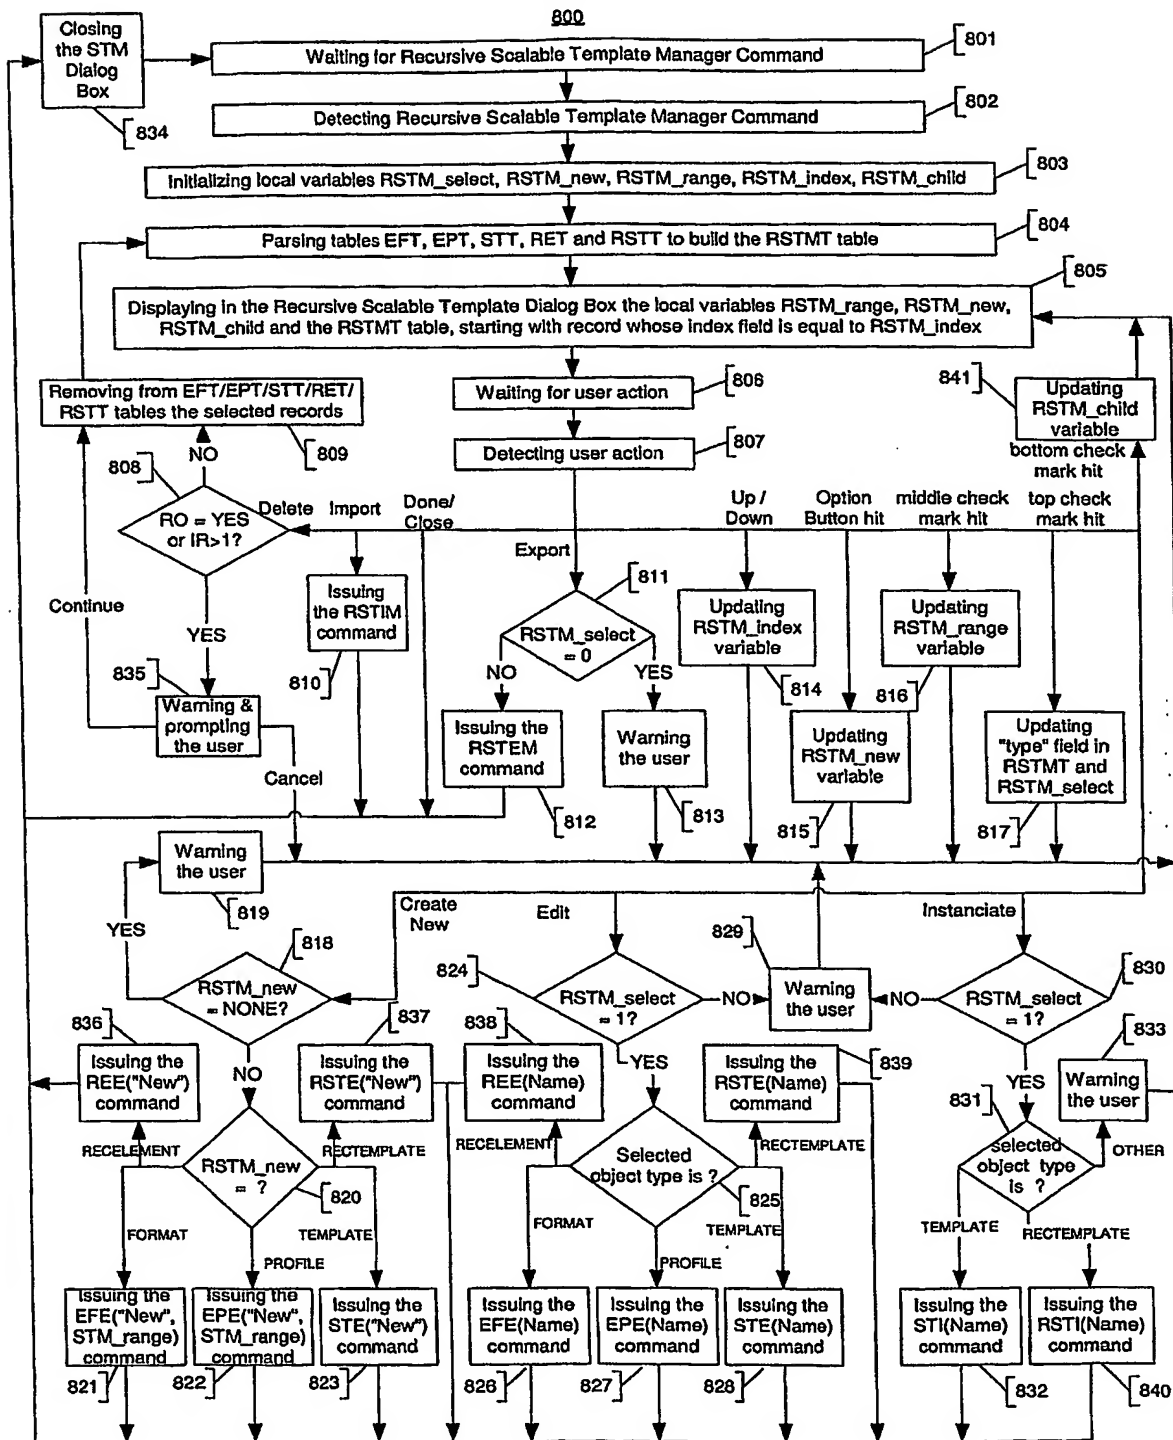 800
Closing
the STM
Dialog
Box
834
Waiting for Recursive Scalable Template Manager Command
801
Detecting Recursive Scalable Template Manager Command
802
Initializing local variables RSTM_select, RSTM_new, RSTM_range, RSTM_index, RSTM_child
803
Parsing tables EFT, EPT, STT, RET and RSTT to build the RSTMT table
804
Displaying in the Recursive Scalable Template Dialog Box the local variables RSTM_range, RSTM_new,
RSTM_child and the RSTMT table, starting with record whose index field is equal to RSTM_index
805
Removing from EFT/EPT/STT/RET/
RSTT tables the selected records
809
Waiting for user action
806
Detecting user action
807
841
Updating
RSTM_child
variable
bottom check
mark hit
808
NO
RO = YES
or IR>1?
Delete
Import
Done/
Close
Export
Up /
Down
Option
Button hit
middle check
mark hit
top check
mark hit
Continue
YES
835
Warning &
prompting
the user
Cancel
Issuing
the RSTIM
command
810
811
RSTM_select
= 0
NO
YES
Issuing the
RSTEM
command
812
Warning
the user
813
Updating
RSTM_index
variable
814
Updating
RSTM_new
variable
815
Updating
RSTM_range
variable
816
Updating
"type" field in
RSTMT and
RSTM_select
817
Warning
the user
819
YES
818
RSTM_new
= NONE?
Create
New
Edit
Instanciate
824
RSTM_select
= 1?
NO
829
Warning
the user
NO
RSTM_select
= 1?
830
836
Issuing the
REE("New")
command
NO
837
Issuing the
RSTE("New")
command
838
Issuing the
REE(Name)
command
YES
Issuing the
RSTE(Name)
command
839
YES
833
Warning
the user
831
RECELEMENT
RSTM_new
= ?
RECTEMPLATE
820
RECELEMENT
Selected
object type is ?
RECTEMPLATE
825
selected
object type
is ?
OTHER
FORMAT
PROFILE
TEMPLATE
FORMAT
PROFILE
TEMPLATE
TEMPLATE
RECTEMPLATE
Issuing the
EFE("New",
STM_range)
command
821
Issuing the
EPE("New",
STM_range)
command
822
Issuing the
STE("New")
command
823
Issuing the
EFE(Name)
command
826
Issuing the
EPE(Name)
command
827
Issuing the
STE(Name)
command
828
Issuing the
STI(Name)
command
832
Issuing the
RSTI(Name)
command
840